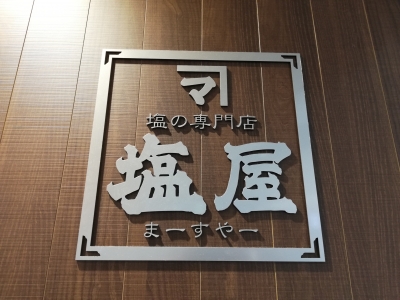 マ
塩の専門店
塩屋
まーすやー